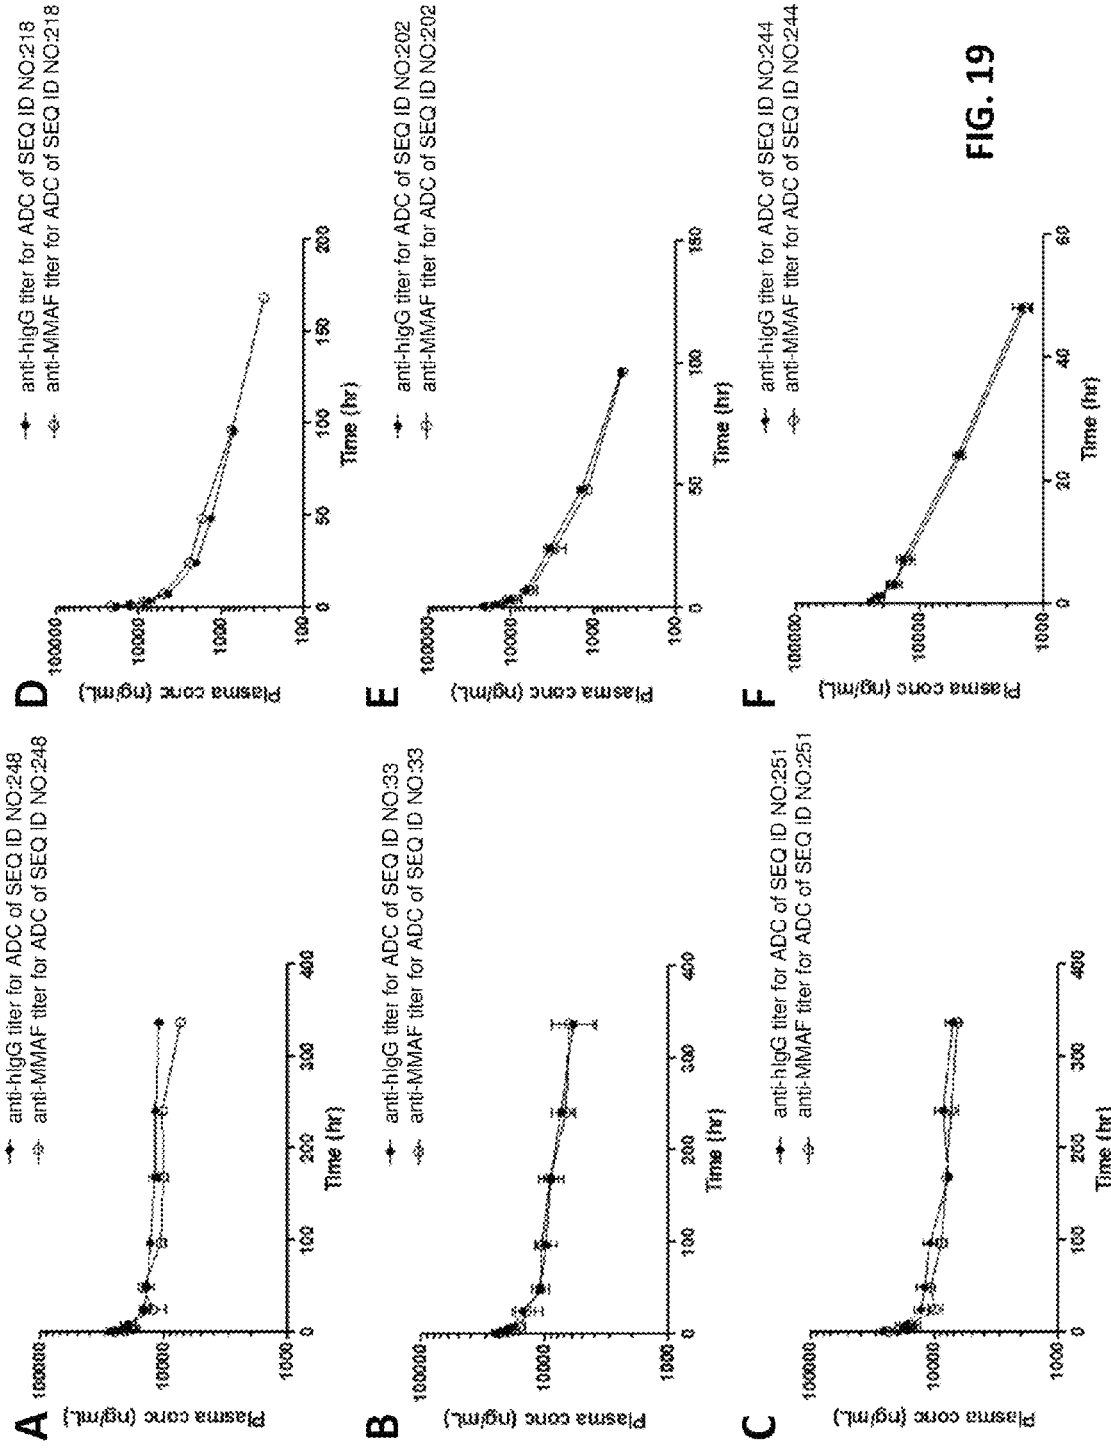 A
anti-hIgG titer for ADC of SEQ ID NO:248
anti-MMAF titer for ADC of SEQ ID NO:248
Plasma conc (ng/mL)
100000
10000
1000
0
100
200
300
400
Time (hr)
B
anti-hIgG titer for ADC of SEQ ID NO:33
anti-MMAF titer for ADC of SEQ ID NO:33
Plasma conc (ng/mL)
100000
10000
1000
0
100
200
300
400
Time (hr)
C
anti-hIgG titer for ADC of SEQ ID NO:251
anti-MMAF titer for ADC of SEQ ID NO:251
Plasma conc (ng/mL)
100000
10000
1000
0
100
200
300
400
Time (hr)
D
anti-hIgG titer for ADC of SEQ ID NO:218
anti-MMAF titer for ADC of SEQ ID NO:218
Plasma conc (ng/mL)
100000
10000
1000
100
0
50
100
150
200
Time (hr)
E
anti-hIgG titer for ADC of SEQ ID NO:202
anti-MMAF titer for ADC of SEQ ID NO:202
Plasma conc (ng/mL)
100000
10000
1000
100
0
50
100
150
Time (hr)
F
anti-hIgG titer for ADC of SEQ ID NO:244
anti-MMAF titer for ADC of SEQ ID NO:244
Plasma conc (ng/mL)
100000
10000
1000
0
20
40
60
Time (hr)
FIG. 19